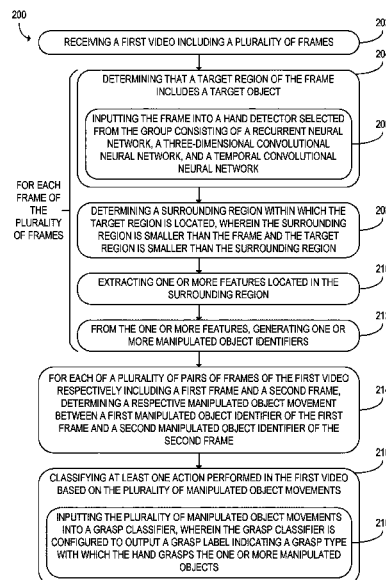 200
RECEIVING A FIRST VIDEO INCLUDING A PLURALITY OF FRAMES
DETERMINING THAT A TARGET REGION OF THE FRAME
INCLUDES A TARGET OBJECT
INPUTTING THE FRAME INTO A HAND DETECTOR SELECTED
FROM THE GROUP CONSISTING OF A RECURRENT NEURAL
NETWORK, A THREE-DIMENSIONAL CONVOLUTIONAL
NEURAL NETWORK, AND A TEMPORAL CONVOLUTIONAL
NEURAL NETWORK
FOR EACH
FRAME OF
THE
PLURALITY
OF FRAMES
DETERMINING A SURROUNDING REGION WITHIN WHICH THE
TARGET REGION IS LOCATED, WHEREIN THE SURROUNDING
REGION IS SMALLER THAN THE FRAME AND THE TARGET
REGION IS SMALLER THAN THE SURROUNDING REGION
EXTRACTING ONE OR MORE FEATURES LOCATED IN THE
SURROUNDING REGION
FROM THE ONE OR MORE FEATURES, GENERATING ONE OR
MORE MANIPULATED OBJECT IDENTIFIERS
FOR EACH OF A PLURALITY OF PAIRS OF FRAMES OF THE FIRST
VIDEO RESPECTIVELY INCLUDING A FIRST FRAME AND A SECOND
FRAME, DETERMINING A RESPECTIVE MANIPULATED OBJECT MOVEMENT
BETWEEN A FIRST MANIPULATED OBJECT IDENTIFIER OF THE FIRST
FRAME AND A SECOND MANIPULATED OBJECT IDENTIFIER OF
THE SECOND FRAME
CLASSIFYING AT LEAST ONE ACTION PERFORMED IN THE FIRST VIDEO
BASED ON THE PLURALITY OF MANIPULATED OBJECT MOVEMENTS
INPUTTING THE PLURALITY OF MANIPULATED OBJECT
MOVEMENTS INTO A GRASP CLASSIFIER, WHEREIN THE GRASP CLASSIFIER IS
CONFIGURED TO OUTPUT A GRASP LABEL INDICATING A GRASP TYPE
WITH WHICH THE HAND GRASPS THE ONE OR MORE MANIPULATED
OBJECTS